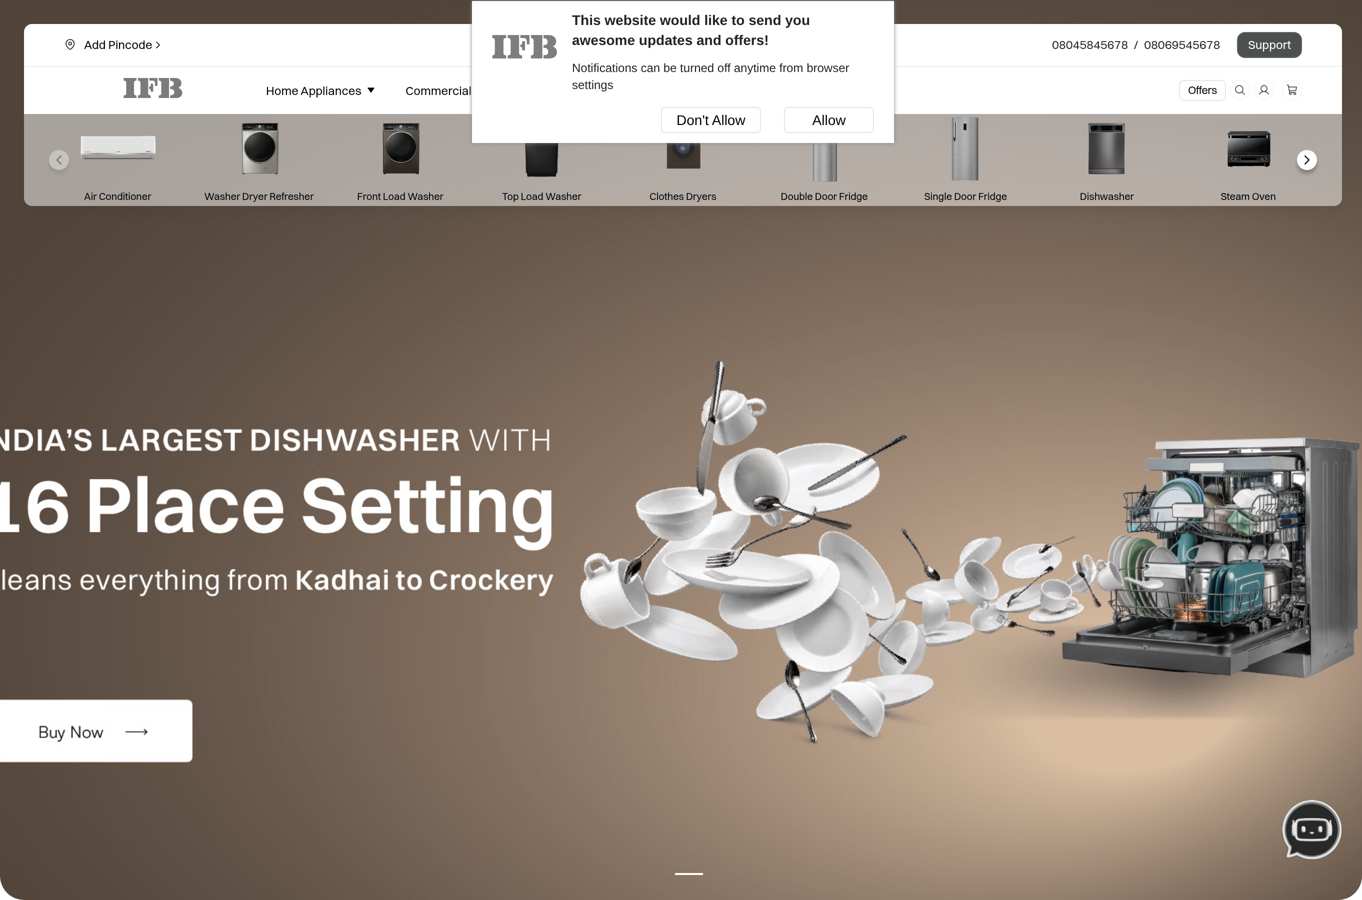 This website would like to send you
awesome updates and offers!
IFB
Notifications can be turned off anytime from browser
settings
Don't Allow
Allow
Add Pincode
08045845678 / 08069545678
Support
IFB
Home Appliances
Commercial
Offers
Air Conditioner
Washer Dryer Refresher
Front Load Washer
Top Load Washer
Clothes Dryers
Double Door Fridge
Single Door Fridge
Dishwasher
Steam Oven
NDIA'S LARGEST DISHWASHER WITH
16 Place Setting
leans everything from Kadhai to Crockery
Buy Now